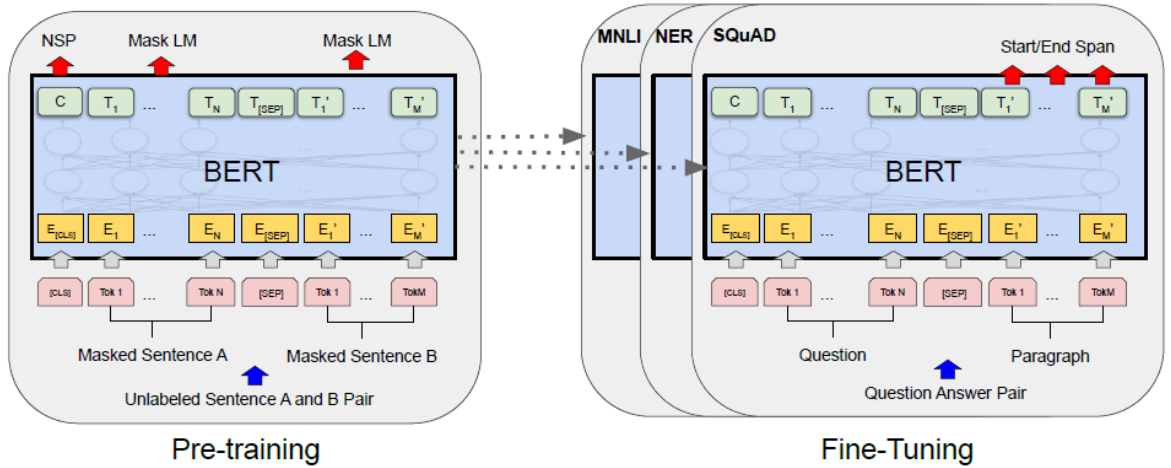 NSP Mask LM Mask LM
C T1 ... TN T[SEP] T1' ... TM'
BERT
...
...
E[CLS] E1 ... EN E[SEP] E1' ... EM'
[CLS] Tok 1 ... Tok N [SEP] Tok 1 ... TokM
Masked Sentence A Masked Sentence B
Unlabeled Sentence A and B Pair
Pre-training
MNLI NER SQuAD
Start/End Span
C T1 ... TN T[SEP] T1' ... TM'
BERT
...
...
E[CLS] E1 ... EN E[SEP] E1' ... EM'
[CLS] Tok 1 ... Tok N [SEP] Tok 1 ... TokM
Question Paragraph
Question Answer Pair
Fine-Tuning